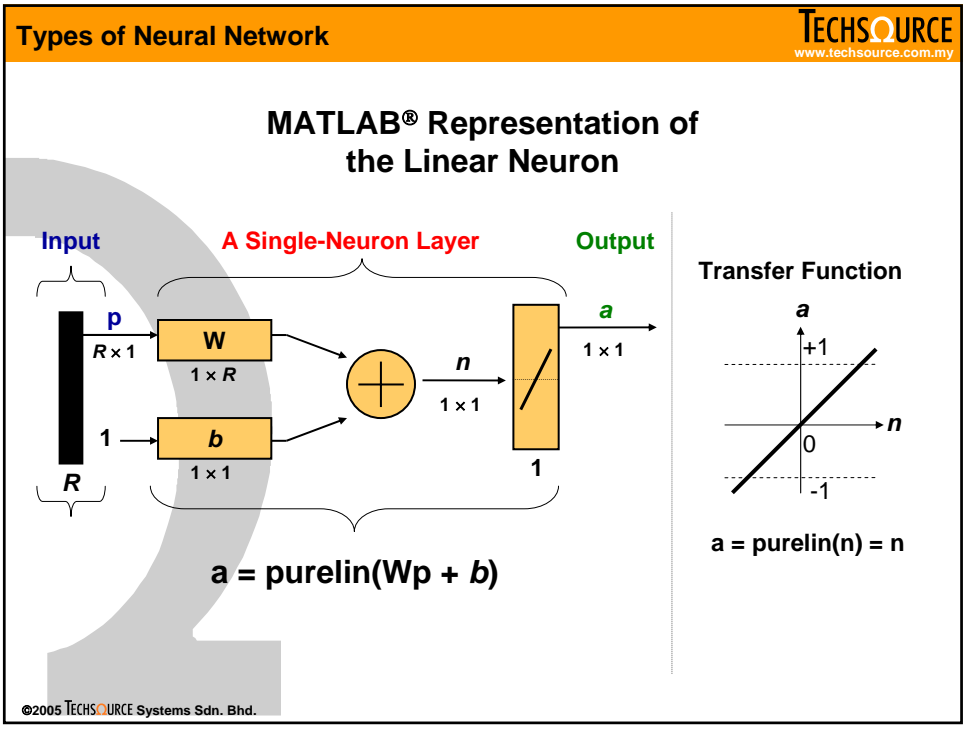 Types of Neural Network
TECHSOURCE
www.techsource.com.my
MATLAB® Representation of
the Linear Neuron
Input
A Single-Neuron Layer
Output
Transfer Function
p
R × 1
W
1 × R
n
1 × 1
a
1 × 1
1
b
1 × 1
R
1
a
+1
n
0
-1
a = purelin(n) = n
a = purelin(Wp + b)
©2005 TECHSOURCE Systems Sdn. Bhd.